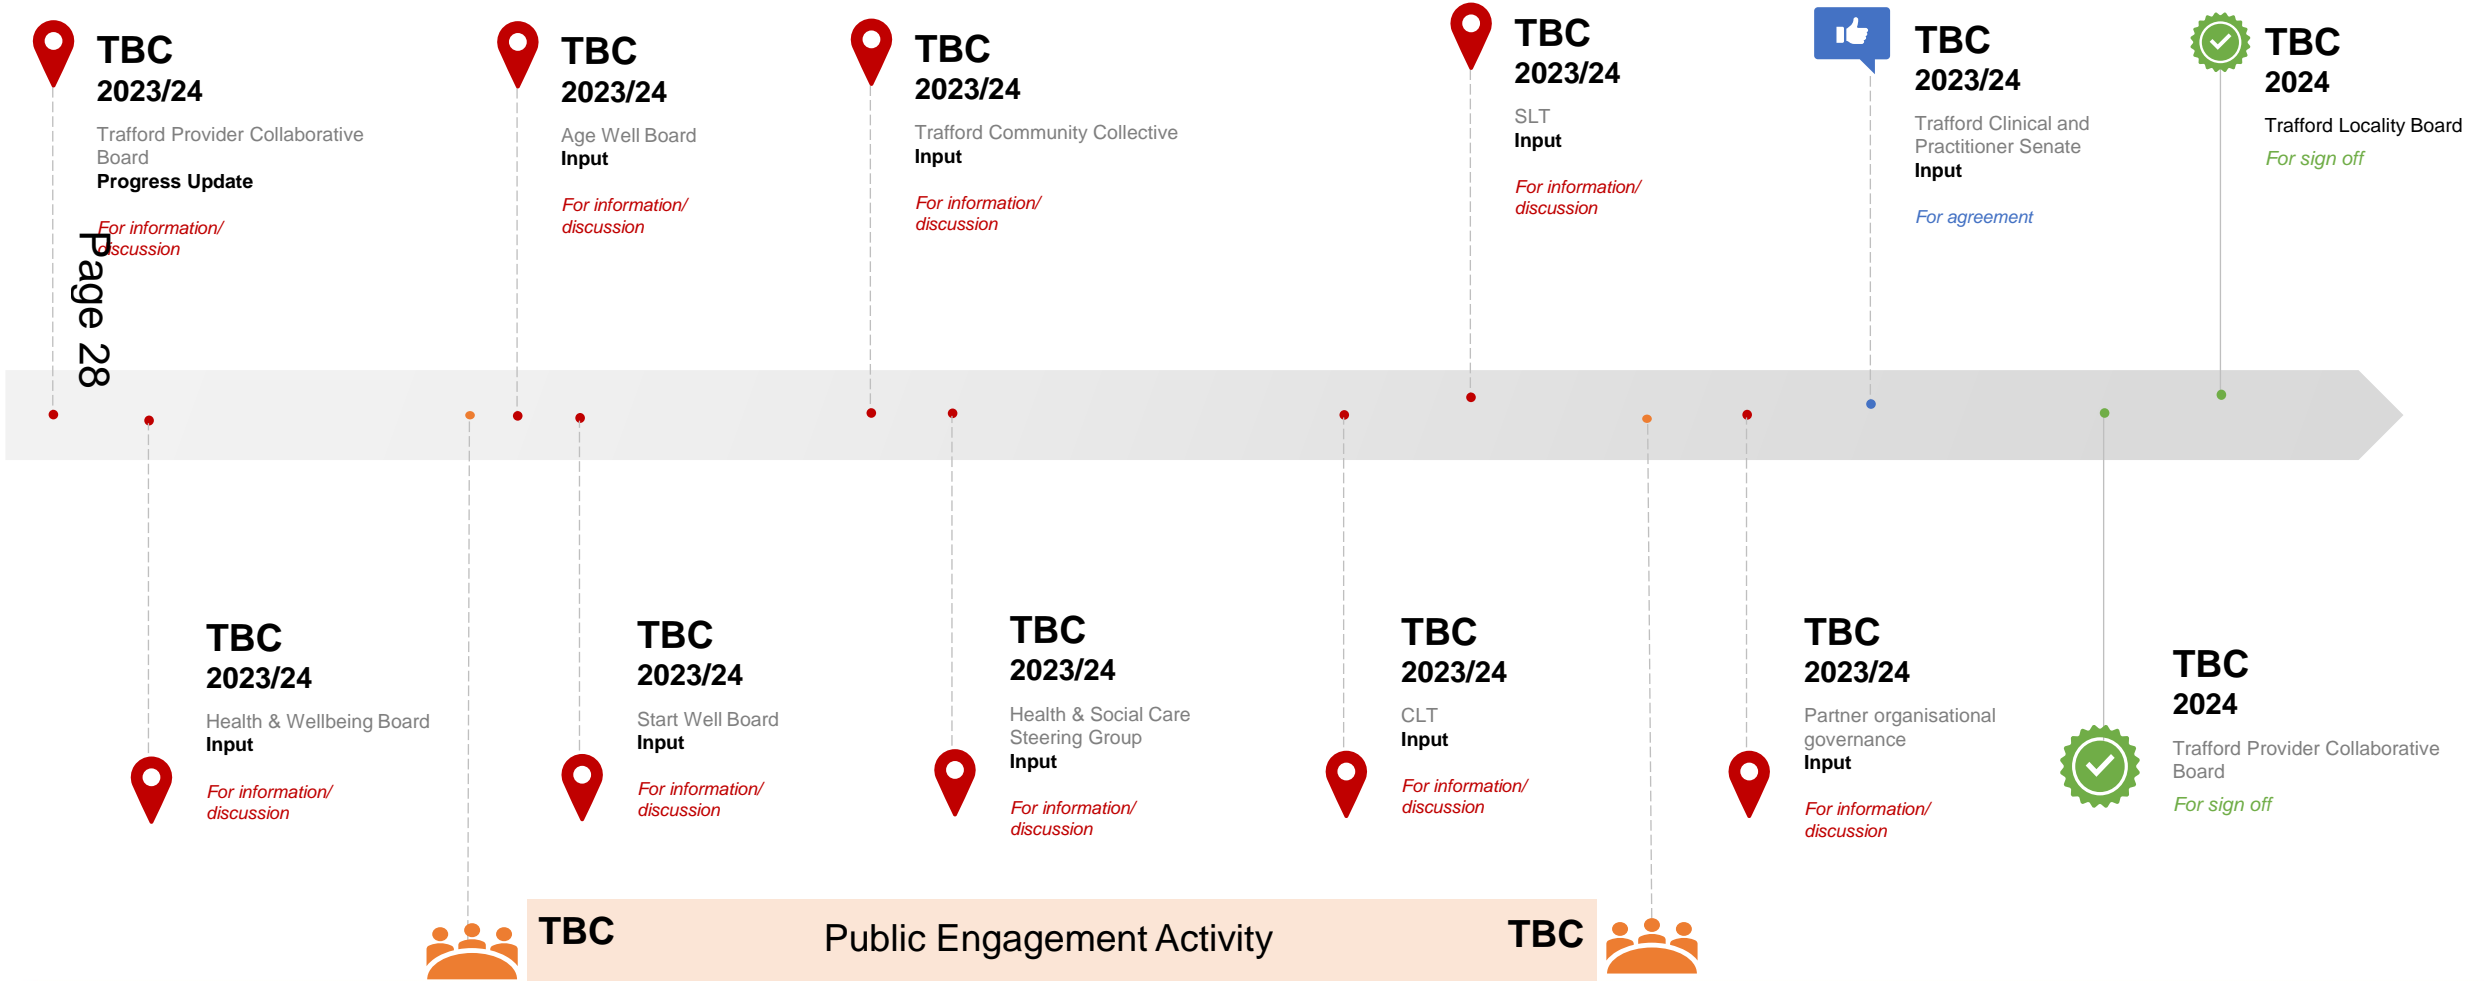 TBC
2023/24
Trafford Provider Collaborative
Board
Progress Update
For information/
discussion
TBC
2023/24
Age Well Board
Input
For information/
discussion
TBC
2023/24
Trafford Community Collective
Input
For information/
discussion
TBC
2023/24
SLT
Input
For information/
discussion
TBC
2023/24
Trafford Clinical and
Practitioner Senate
Input
For agreement
TBC
2024
Trafford Locality Board
For sign off
Page 28
TBC
2023/24
Health & Wellbeing Board
Input
For information/
discussion
TBC
2023/24
Start Well Board
Input
For information/
discussion
TBC
2023/24
Health & Social Care
Steering Group
Input
For information/
discussion
TBC
2023/24
CLT
Input
For information/
discussion
TBC
2023/24
Partner organisational
governance
Input
For information/
discussion
TBC
2024
Trafford Provider Collaborative
Board
For sign off
TBC
Public Engagement Activity
TBC